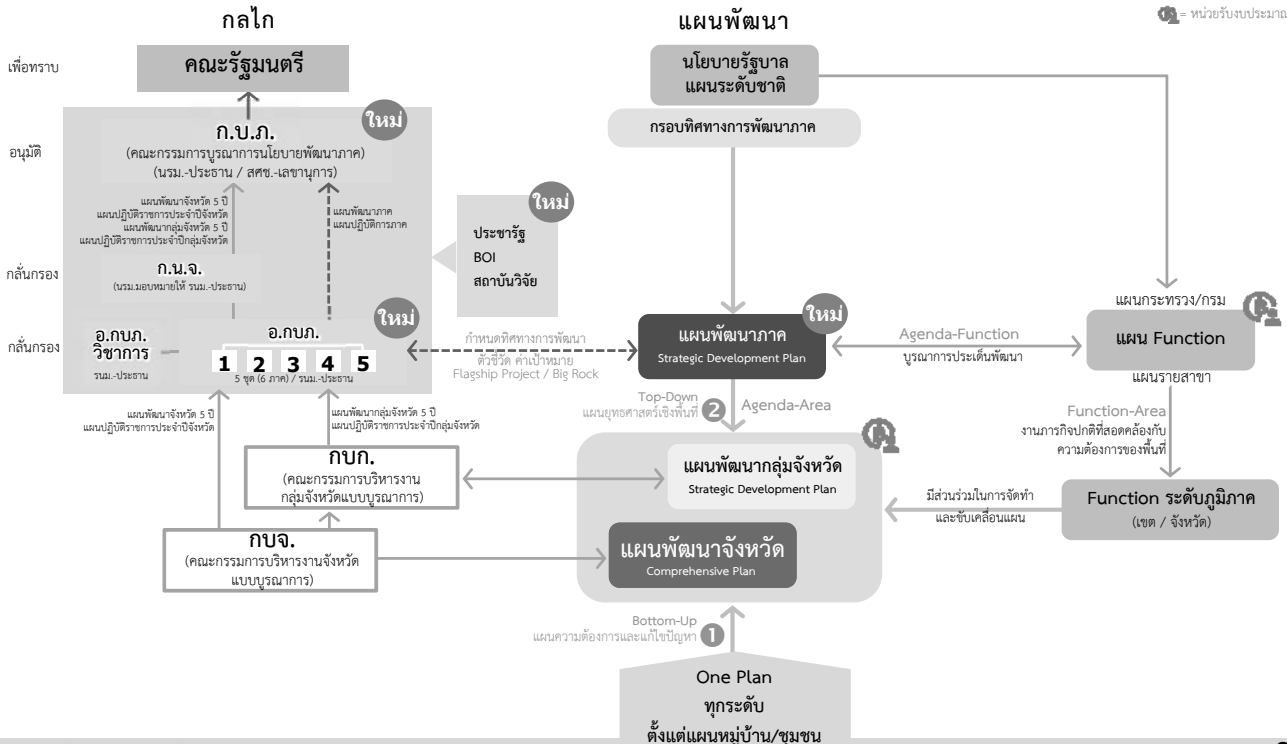 กลไก
แผนพัฒนา
= หน่วยรับงบประมาณ
เพื่อทราบ
คณะรัฐมนตรี
นโยบายรัฐบาล
แผนระดับชาติ
กรอบทิศทางการพัฒนาภาค
อนุมัติ
ใหม่
ก.บ.ภ.
(คณะกรรมการบูรณาการนโยบายพัฒนาภาค)
(นรม.-ประธาน / สศช.-เลขานุการ)
แผนพัฒนาจังหวัด 5 ปี
แผนปฏิบัติราชการประจำปีจังหวัด
แผนพัฒนากลุ่มจังหวัด 5 ปี
แผนปฏิบัติราชการประจำปีกลุ่มจังหวัด
แผนพัฒนาภาค
แผนปฏิบัติการภาค
ใหม่
ประชารัฐ
BOI
สถาบันวิจัย
กลั่นกรอง
ก.น.จ.
(นรม.มอบหมายให้ รนม.-ประธาน)
กลั่นกรอง
อ.กบภ.
วิชาการ
รนม.-ประธาน
ใหม่
อ.กบภ.
1 2 3 4 5
5 ชุด (6 ภาค) / รนม.-ประธาน
กำหนดทิศทางการพัฒนา
ตัวชี้วัด ค่าเป้าหมาย
Flagship Project / Big Rock
ใหม่
แผนพัฒนาภาค
Strategic Development Plan
Agenda-Function
บูรณาการประเด็นพัฒนา
แผนกระทรวง/กรม
แผน Function
แผนรายสาขา
แผนพัฒนาจังหวัด 5 ปี
แผนปฏิบัติราชการประจำปีจังหวัด
แผนพัฒนากลุ่มจังหวัด 5 ปี
แผนปฏิบัติราชการประจำปีกลุ่มจังหวัด
Top-Down
แผนยุทธศาสตร์เชิงพื้นที่
2
Agenda-Area
Function-Area
งานภารกิจปกติที่สอดคล้องกับ
ความต้องการของพื้นที่
กบก.
(คณะกรรมการบริหารงาน
กลุ่มจังหวัดแบบบูรณาการ)
แผนพัฒนากลุ่มจังหวัด
Strategic Development Plan
มีส่วนร่วมในการจัดทำ
และขับเคลื่อนแผน
Function ระดับภูมิภาค
(เขต / จังหวัด)
กบจ.
(คณะกรรมการบริหารงานจังหวัด
แบบบูรณาการ)
แผนพัฒนาจังหวัด
Comprehensive Plan
Bottom-Up
แผนความต้องการและแก้ไขปัญหา
1
One Plan
ทุกระดับ
ตั้งแต่แผนหมู่บ้าน/ชุมชน